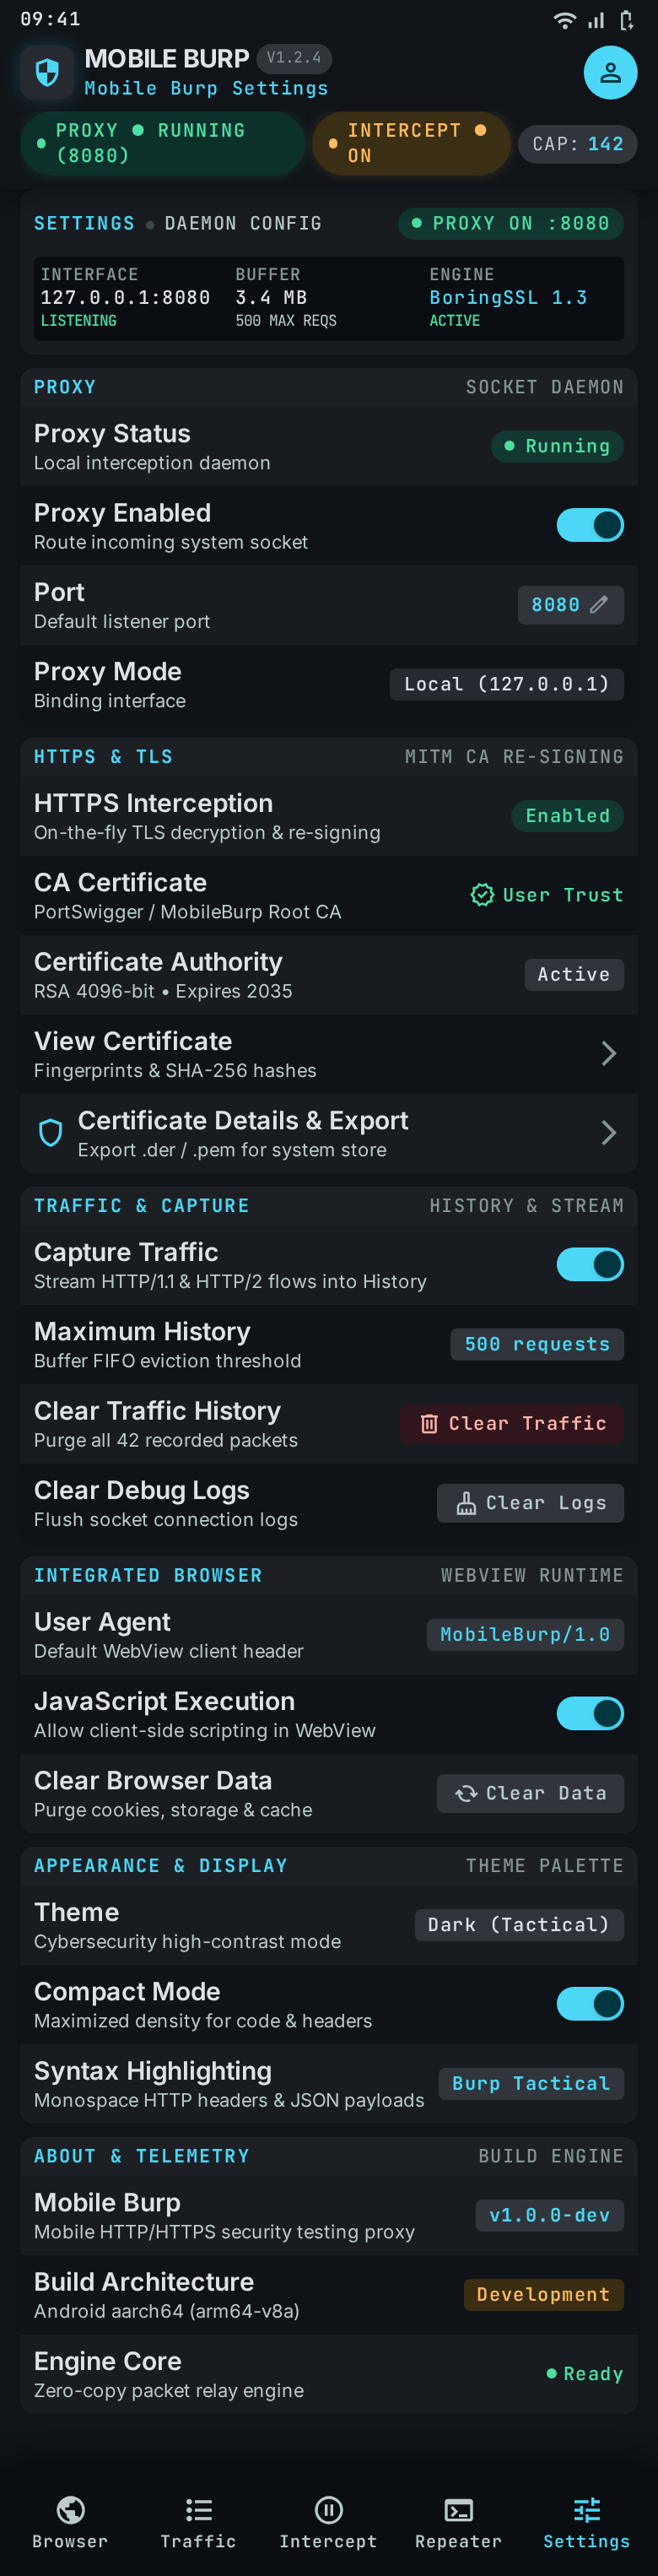 09:41
MOBILE BURP V1.2.4
Mobile Burp Settings
PROXY ● RUNNING (8080)
INTERCEPT ● ON
CAP: 142
SETTINGS ● DAEMON CONFIG
PROXY ON :8080
INTERFACE BUFFER ENGINE
127.0.0.1:8080 3.4 MB BoringSSL 1.3
LISTENING 500 MAX REQS ACTIVE
PROXY SOCKET DAEMON
Proxy Status
Local interception daemon
Running
Proxy Enabled
Route incoming system socket
Port
Default listener port
8080
Proxy Mode
Binding interface
Local (127.0.0.1)
HTTPS & TLS MITM CA RE-SIGNING
HTTPS Interception
On-the-fly TLS decryption & re-signing
Enabled
CA Certificate
PortSwigger / MobileBurp Root CA
User Trust
Certificate Authority
RSA 4096-bit • Expires 2035
Active
View Certificate
Fingerprints & SHA-256 hashes
Certificate Details & Export
Export .der / .pem for system store
TRAFFIC & CAPTURE HISTORY & STREAM
Capture Traffic
Stream HTTP/1.1 & HTTP/2 flows into History
Maximum History
Buffer FIFO eviction threshold
500 requests
Clear Traffic History
Purge all 42 recorded packets
Clear Traffic
Clear Debug Logs
Flush socket connection logs
Clear Logs
INTEGRATED BROWSER WEBVIEW RUNTIME
User Agent
Default WebView client header
MobileBurp/1.0
JavaScript Execution
Allow client-side scripting in WebView
Clear Browser Data
Purge cookies, storage & cache
Clear Data
APPEARANCE & DISPLAY THEME PALETTE
Theme
Cybersecurity high-contrast mode
Dark (Tactical)
Compact Mode
Maximized density for code & headers
Syntax Highlighting
Monospace HTTP headers & JSON payloads
Burp Tactical
ABOUT & TELEMETRY BUILD ENGINE
Mobile Burp
Mobile HTTP/HTTPS security testing proxy
v1.0.0-dev
Build Architecture
Android aarch64 (arm64-v8a)
Development
Engine Core
Zero-copy packet relay engine
Ready
Browser Traffic Intercept Repeater Settings